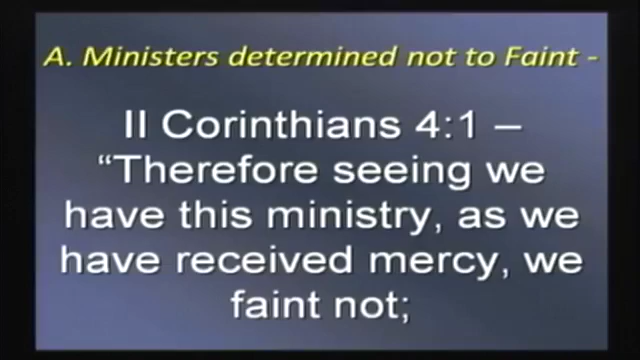 A. Ministers determined not to Faint -
II Corinthians 4:1 –
“Therefore seeing we
have this ministry, as we
have received mercy, we
faint not;